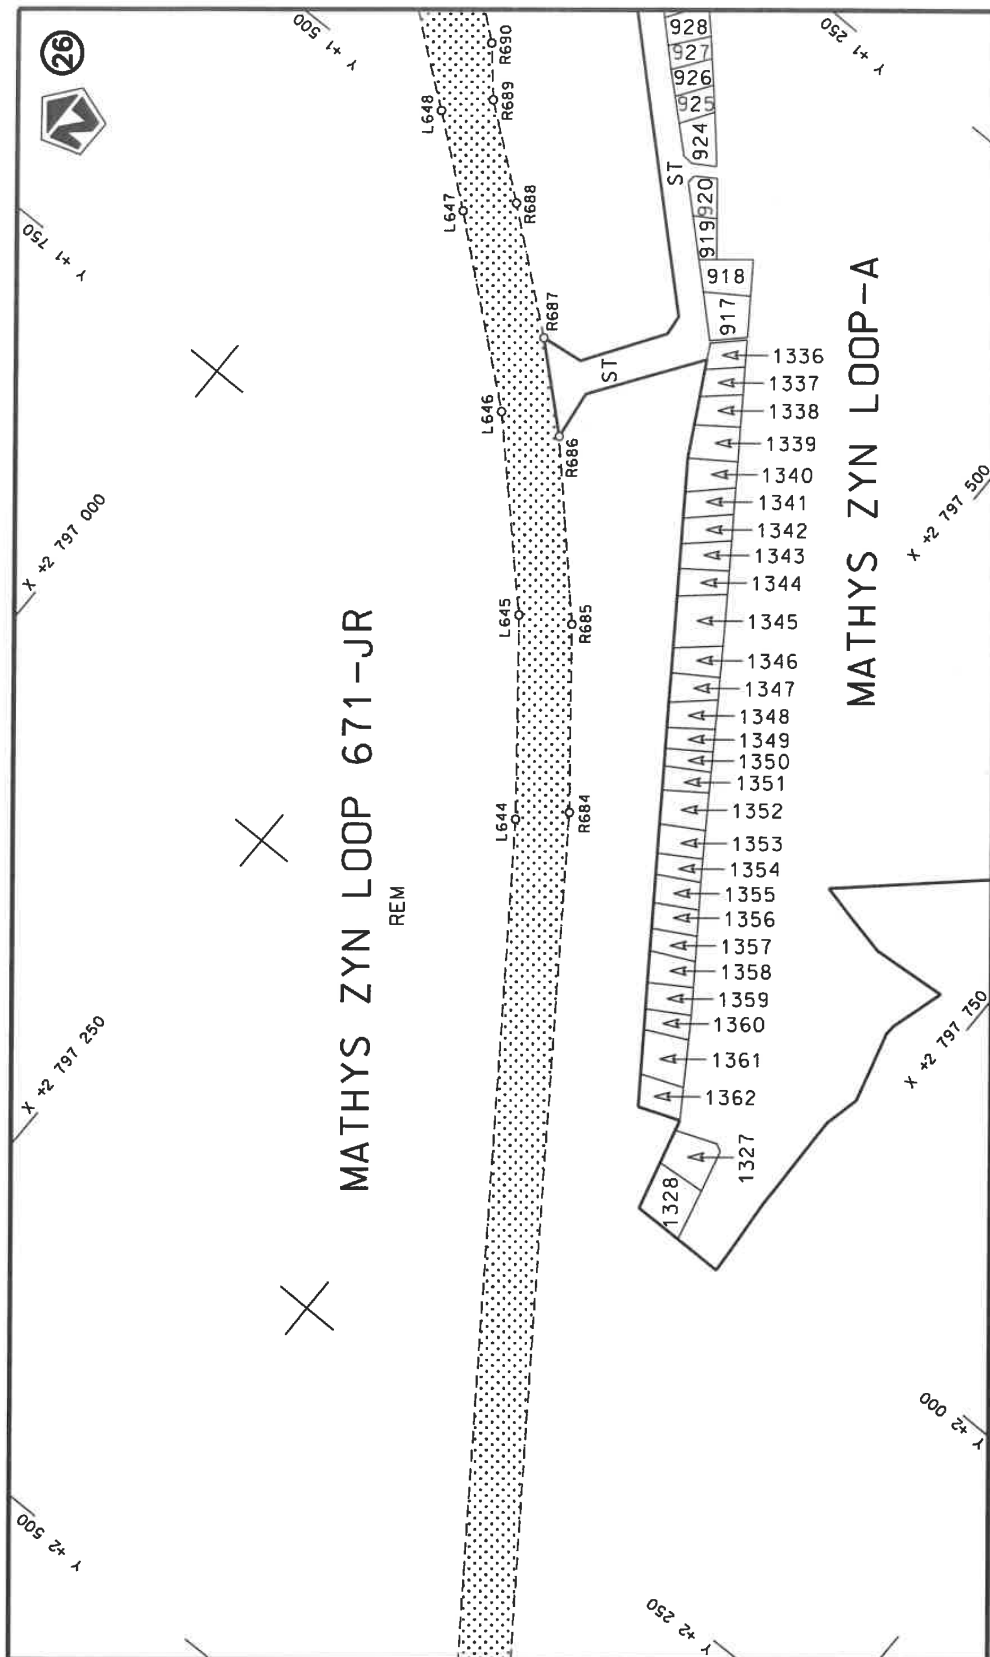 26
Y +1 500
Y +1 250
Y +1 750
L648
L647
L646
L645
L644
R690
R689
R688
R687
R686
R685
R684
928
927
926
925
924
ST
920
919
918
917
ST
1336
1337
1338
1339
1340
1341
1342
1343
1344
1345
1346
1347
1348
1349
1350
1351
1352
1353
1354
1355
1356
1357
1358
1359
1360
1361
1362
1327
1328
MATHYS ZYN LOOP-A
MATHYS ZYN LOOP 671-JR
REM
X +2 797 000
X +2 797 500
X +2 797 250
X +2 797 750
Y +2 000
Y +2 500
Y +2 250